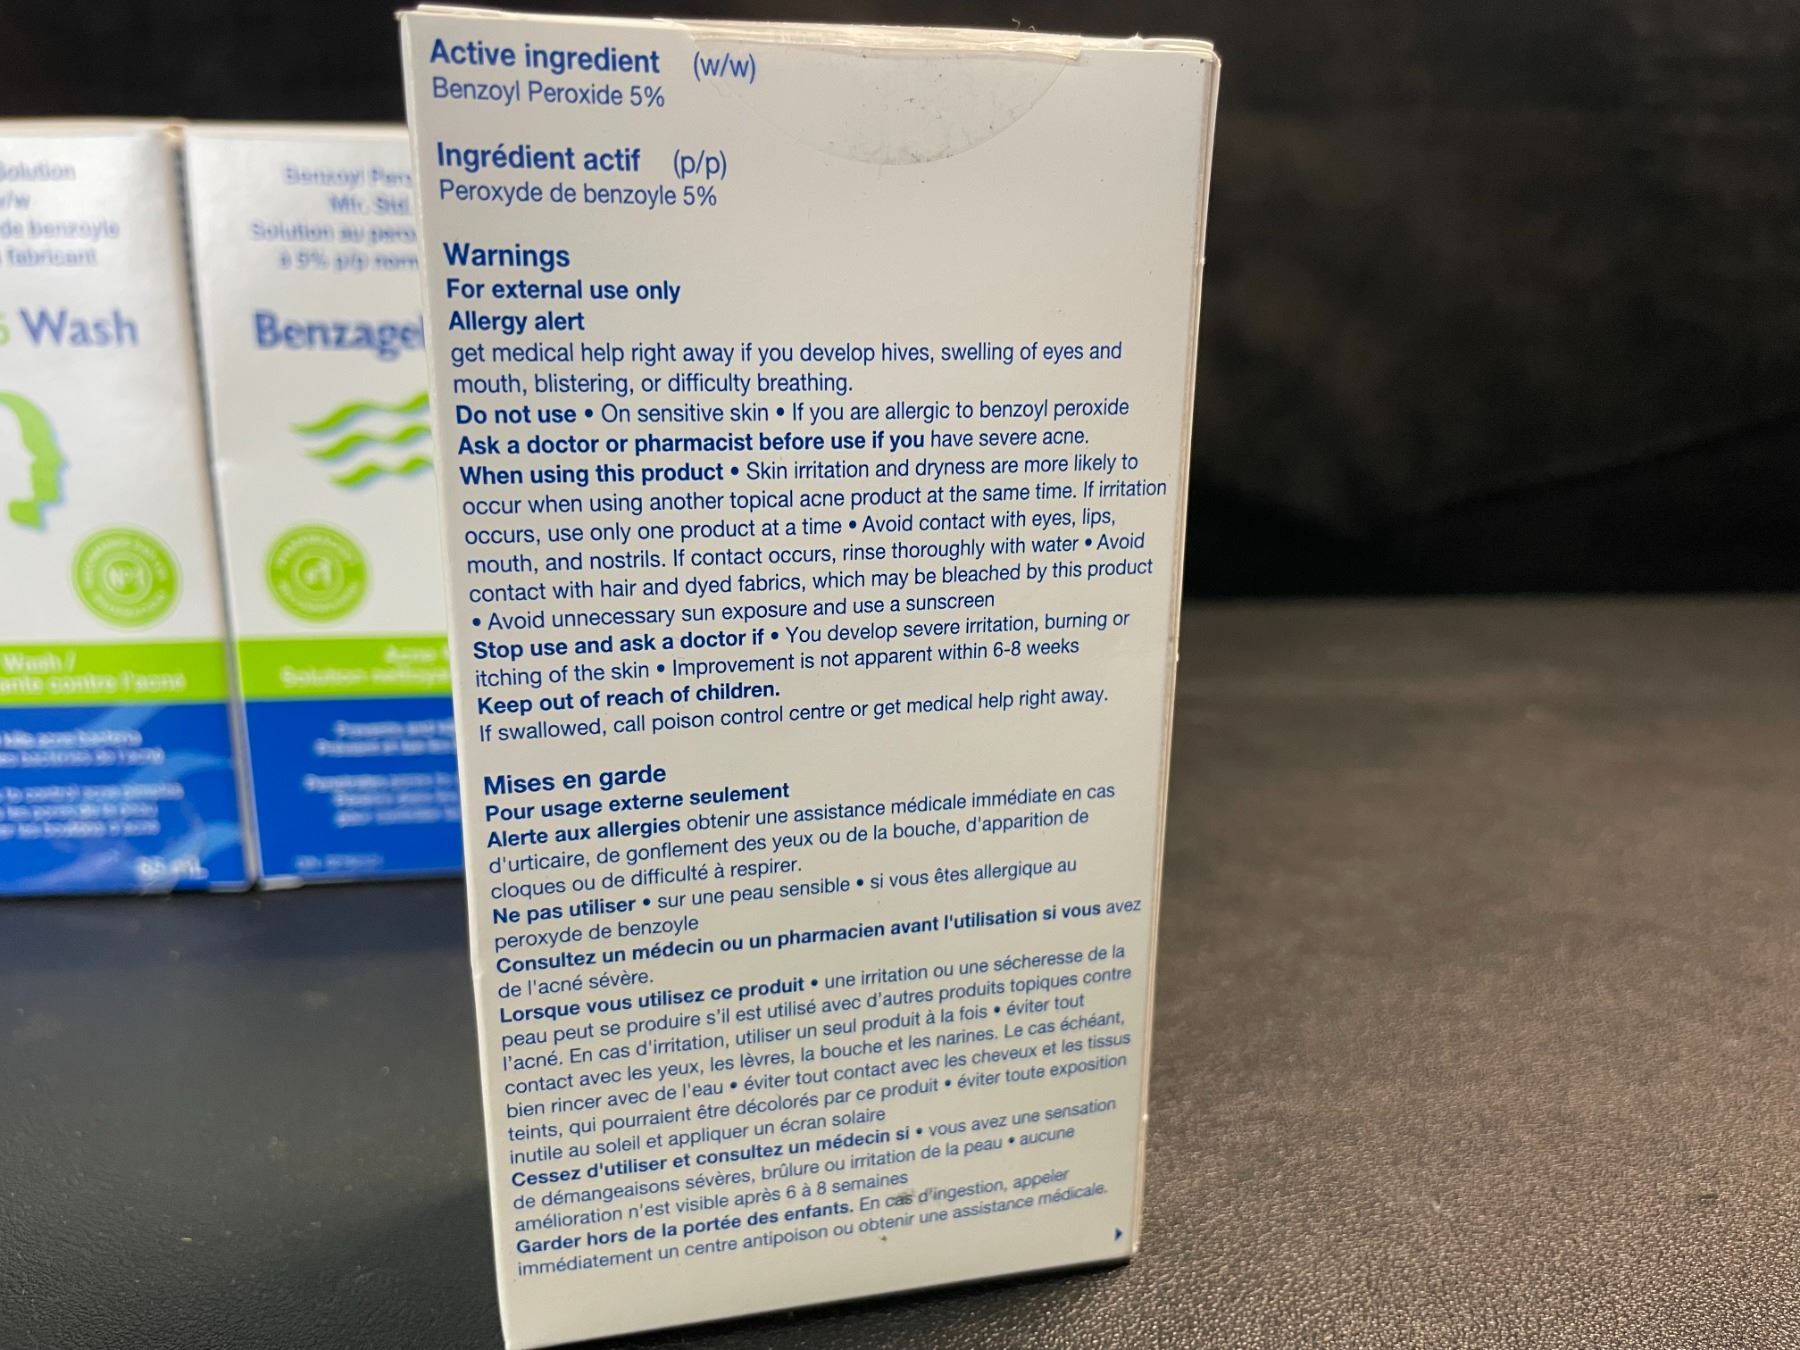 Active ingredient (w/w)
Benzoyl Peroxide 5%
Ingrédient actif (p/p)
Peroxyde de benzoyle 5%
Warnings
For external use only
Allergy alert
get medical help right away if you develop hives, swelling of eyes and
mouth, blistering, or difficulty breathing.
Do not use • On sensitive skin • If you are allergic to benzoyl peroxide
Ask a doctor or pharmacist before use if you have severe acne.
When using this product • Skin irritation and dryness are more likely to
occur when using another topical acne product at the same time. If irritation
occurs, use only one product at a time • Avoid contact with eyes, lips,
mouth, and nostrils. If contact occurs, rinse thoroughly with water • Avoid
contact with hair and dyed fabrics, which may be bleached by this product
• Avoid unnecessary sun exposure and use a sunscreen
Stop use and ask a doctor if • You develop severe irritation, burning or
itching of the skin • Improvement is not apparent within 6-8 weeks
Keep out of reach of children.
If swallowed, call poison control centre or get medical help right away.
Mises en garde
Pour usage externe seulement
Alerte aux allergies obtenir une assistance médicale immédiate en cas
d'urticaire, de gonflement des yeux ou de la bouche, d'apparition de
cloques ou de difficulté à respirer.
Ne pas utiliser • sur une peau sensible • si vous êtes allergique au
peroxyde de benzoyle
Consultez un médecin ou un pharmacien avant l'utilisation si vous avez
de l'acné sévère.
Lorsque vous utilisez ce produit • une irritation ou une sécheresse de la
peau peut se produire s'il est utilisé avec d'autres produits topiques contre
l'acné. En cas d'irritation, utiliser un seul produit à la fois • éviter tout
contact avec les yeux, les lèvres, la bouche et les narines. Le cas échéant,
bien rincer avec de l'eau • éviter tout contact avec les cheveux et les tissus
teints, qui pourraient être décolorés par ce produit • éviter toute exposition
inutile au soleil et appliquer un écran solaire
Cessez d'utiliser et consultez un médecin si • vous avez une sensation
de démangeaisons sévères, brûlure ou irritation de la peau • aucune
amélioration n'est visible après 6 à 8 semaines
Garder hors de la portée des enfants. En cas d'ingestion, appeler
immédiatement un centre antipoison ou obtenir une assistance médicale.
Solution
de benzoyle
fabricant
Wash
Wash /
contre l'acné
Benzoyl
Mfr. Std.
Solution au
à 5% p/p
Benzagel
Solution